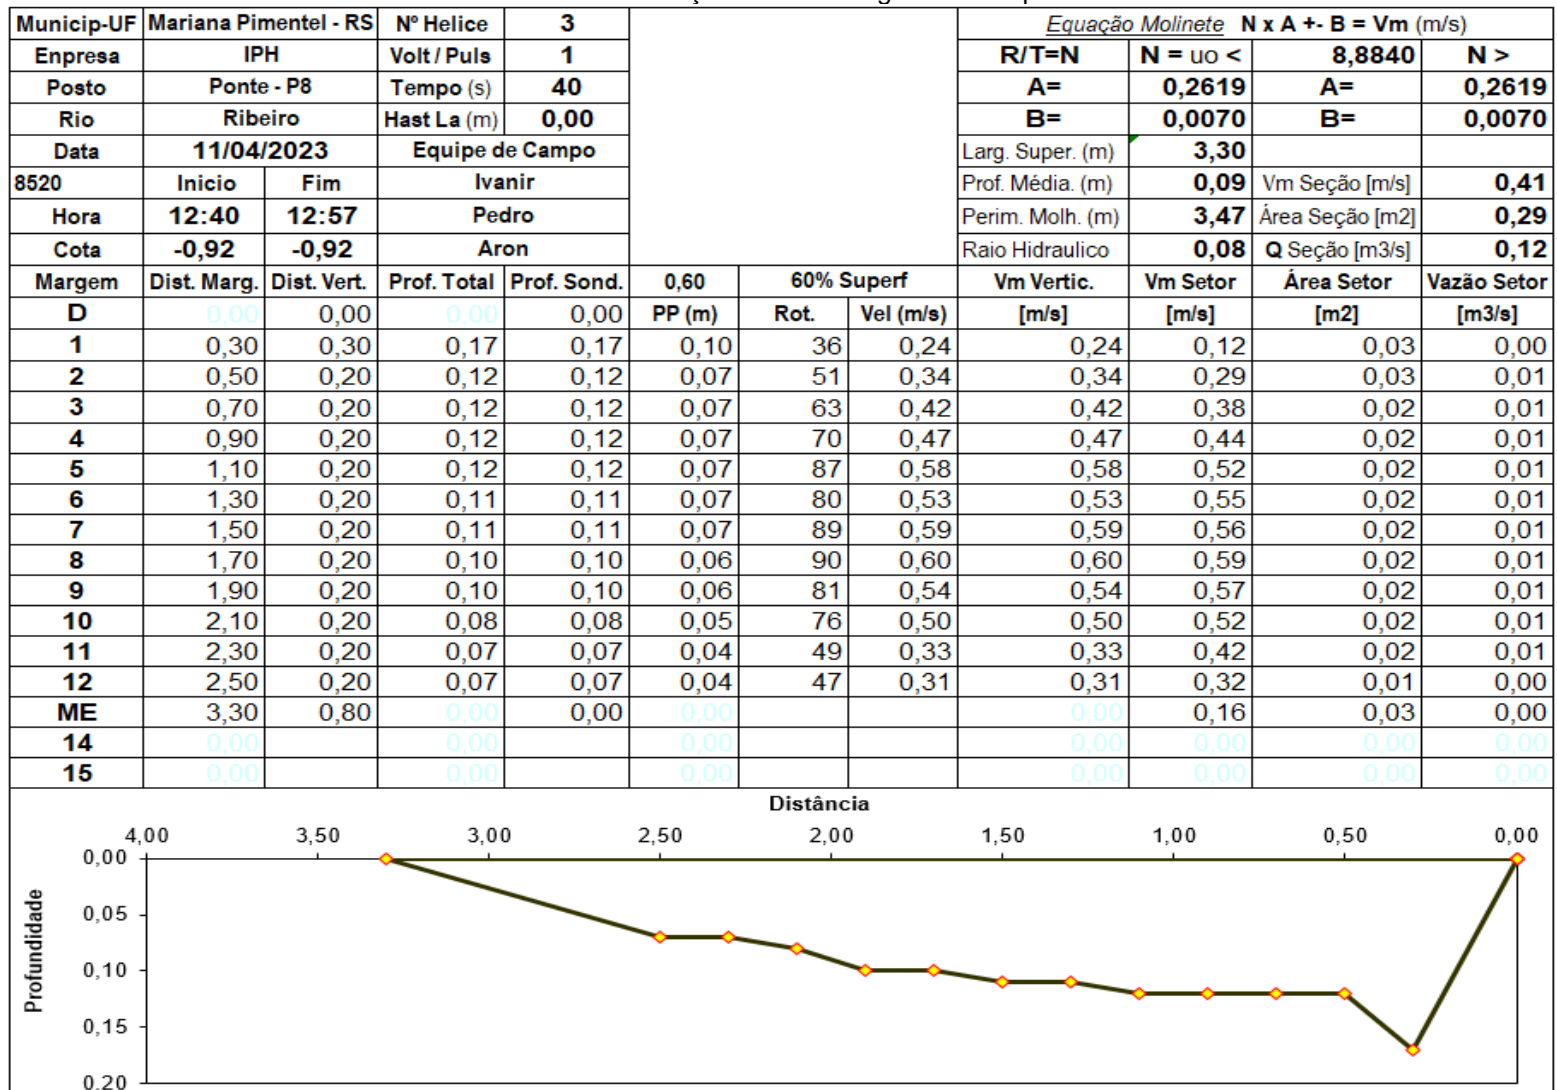 Municip-UF Mariana Pimentel - RS Nº Helice 3 Equação Molinete N x A +- B = Vm (m/s)
Enpresa IPH Volt / Puls 1 R/T=N N = uo < 8,8840 N >
Posto Ponte - P8 Tempo (s) 40 A= 0,2619 A= 0,2619
Rio Ribeiro Hast La (m) 0,00 B= 0,0070 B= 0,0070
Data 11/04/2023 Equipe de Campo Larg. Super. (m) 3,30
8520 Inicio Fim Ivanir Prof. Média. (m) 0,09 Vm Seção [m/s] 0,41
Hora 12:40 12:57 Pedro Perim. Molh. (m) 3,47 Área Seção [m2] 0,29
Cota -0,92 -0,92 Aron Raio Hidraulico 0,08 Q Seção [m3/s] 0,12
Margem Dist. Marg. Dist. Vert. Prof. Total Prof. Sond. 0,60 60% Superf Vm Vertic. Vm Setor Área Setor Vazão Setor
D 0,00 0,00 0,00 0,00 PP (m) Rot. Vel (m/s) [m/s] [m/s] [m2] [m3/s]
1 0,30 0,30 0,17 0,17 0,10 36 0,24 0,24 0,12 0,03 0,00
2 0,50 0,20 0,12 0,12 0,07 51 0,34 0,34 0,29 0,03 0,01
3 0,70 0,20 0,12 0,12 0,07 63 0,42 0,42 0,38 0,02 0,01
4 0,90 0,20 0,12 0,12 0,07 70 0,47 0,47 0,44 0,02 0,01
5 1,10 0,20 0,12 0,12 0,07 87 0,58 0,58 0,52 0,02 0,01
6 1,30 0,20 0,11 0,11 0,07 80 0,53 0,53 0,55 0,02 0,01
7 1,50 0,20 0,11 0,11 0,07 89 0,59 0,59 0,56 0,02 0,01
8 1,70 0,20 0,10 0,10 0,06 90 0,60 0,60 0,59 0,02 0,01
9 1,90 0,20 0,10 0,10 0,06 81 0,54 0,54 0,57 0,02 0,01
10 2,10 0,20 0,08 0,08 0,05 76 0,50 0,50 0,52 0,02 0,01
11 2,30 0,20 0,07 0,07 0,04 49 0,33 0,33 0,42 0,02 0,01
12 2,50 0,20 0,07 0,07 0,04 47 0,31 0,31 0,32 0,01 0,00
ME 3,30 0,80 0,00 0,00 0,00 0,00 0,16 0,03 0,00
14 0,00 0,00 0,00 0,00 0,00 0,00 0,00
15 0,00 0,00 0,00 0,00 0,00 0,00 0,00
Distância
4,00 3,50 3,00 2,50 2,00 1,50 1,00 0,50 0,00
0,00
0,05
0,10
0,15
0,20
Profundidade